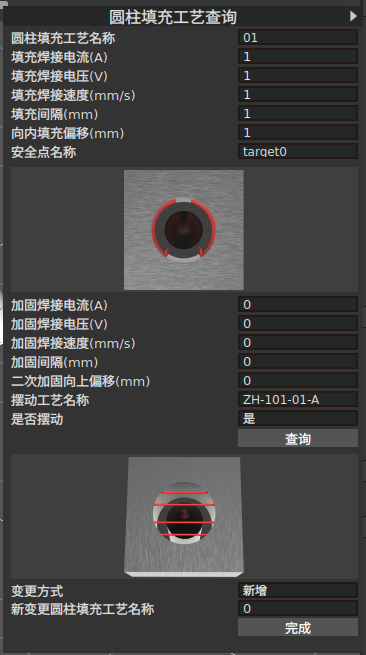 圆柱填充工艺查询
圆柱填充工艺名称 01
填充焊接电流(A) 1
填充焊接电压(V) 1
填充焊接速度(mm/s) 1
填充间隔(mm) 1
向内填充偏移(mm) 1
安全点名称 target0
加固焊接电流(A) 0
加固焊接电压(V) 0
加固焊接速度(mm/s) 0
加固间隔(mm) 0
二次加固向上偏移(mm) 0
摆动工艺名称 ZH-101-01-A
是否摆动 是
查询
变更方式 新增
新变更圆柱填充工艺名称 0
完成